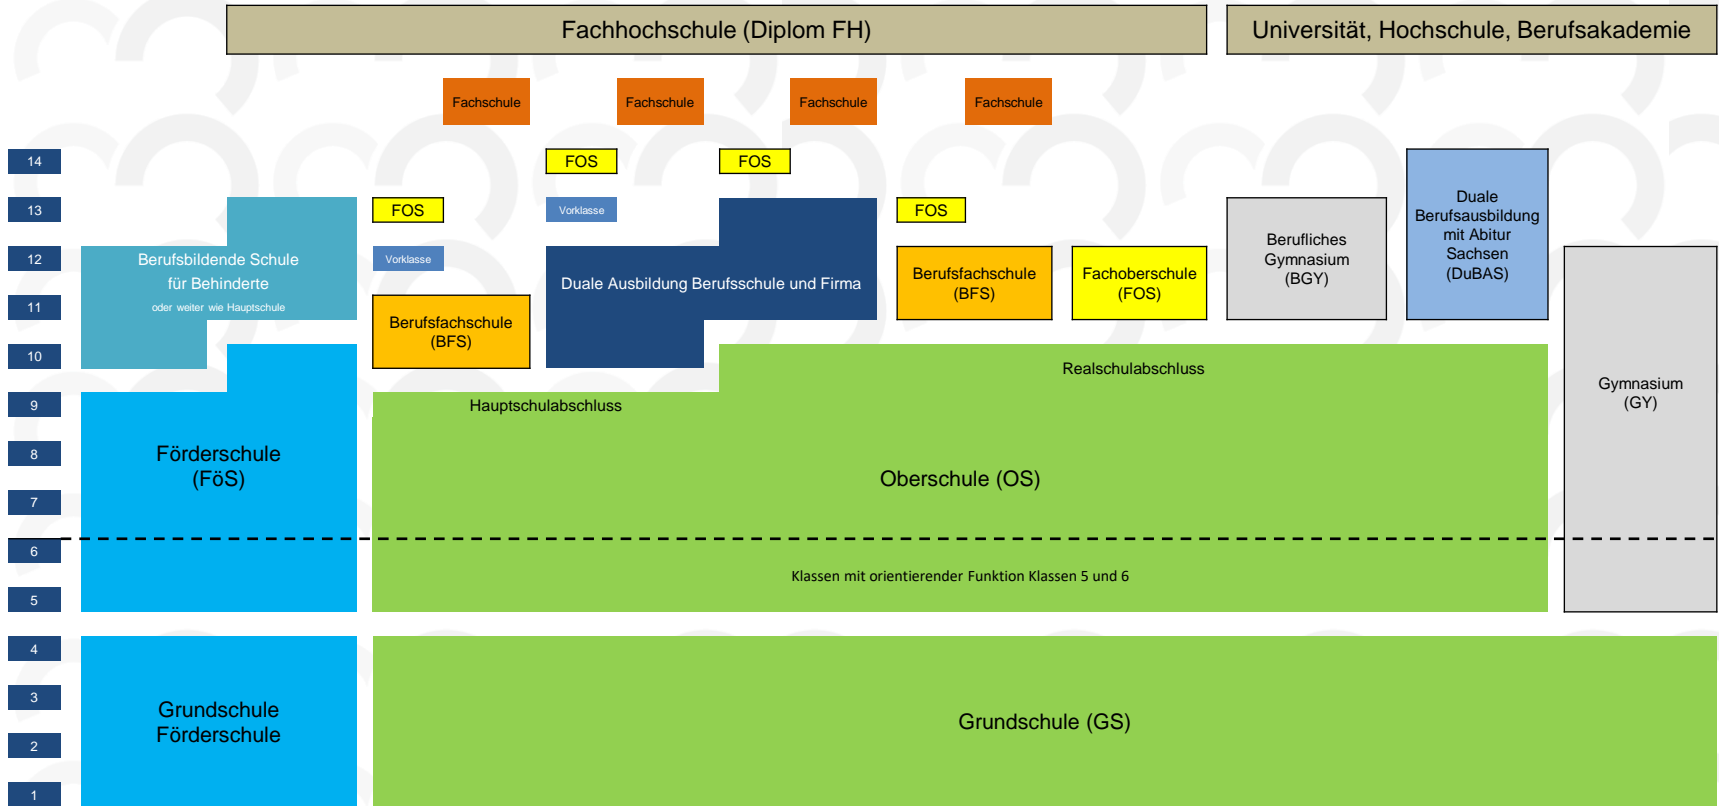 Fachhochschule (Diplom FH)
Universität, Hochschule, Berufsakademie
Fachschule
Fachschule
Fachschule
Fachschule
14
FOS
FOS
13
FOS
Vorklasse
FOS
12
Vorklasse
11
10
9
8
7
6
5
4
3
2
1
Berufsbildende Schule
für Behinderte
oder weiter wie Hauptschule
Berufsfachschule
(BFS)
Duale Ausbildung Berufsschule und Firma
Berufsfachschule
(BFS)
Fachoberschule
(FOS)
Berufliches
Gymnasium
(BGY)
Duale
Berufsausbildung
mit Abitur
Sachsen
(DuBAS)
Gymnasium
(GY)
Realschulabschluss
Hauptschulabschluss
Förderschule
(FöS)
Oberschule (OS)
Klassen mit orientierender Funktion Klassen 5 und 6
Grundschule
Förderschule
Grundschule (GS)